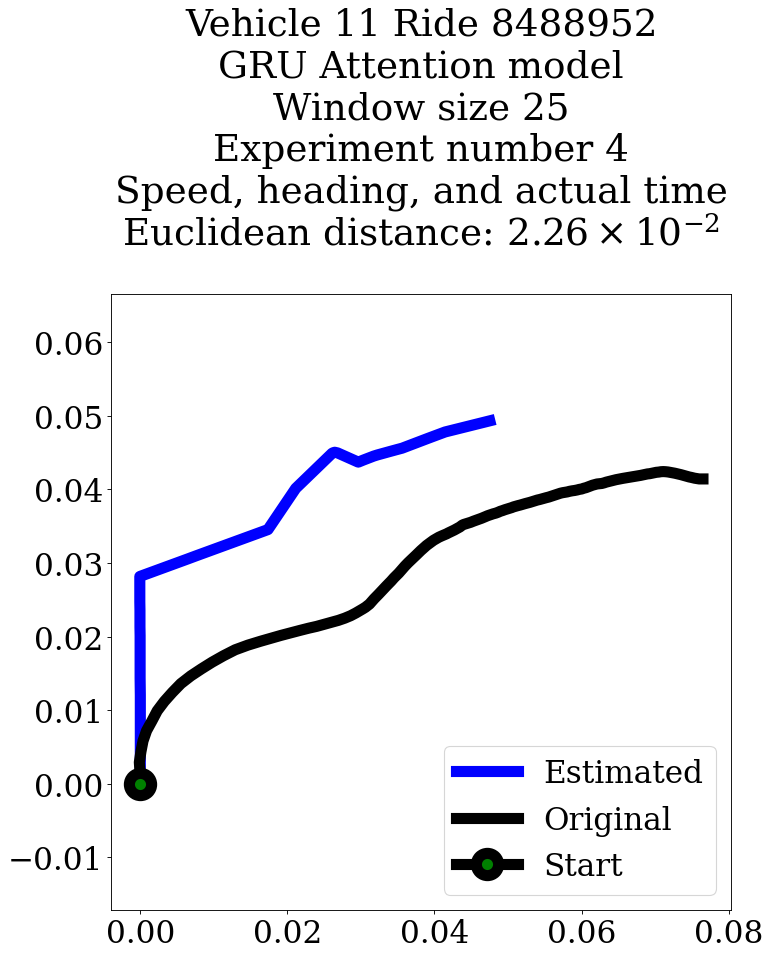 Vehicle 11 Ride 8488952
GRU Attention model
Window size 25
Experiment number 4
Speed, heading, and actual time
Euclidean distance: 2.26 × 10⁻²
0.06
0.05
0.04
0.03
0.02
0.01
0.00
−0.01
Estimated
Original
Start
0.00 0.02 0.04 0.06 0.08